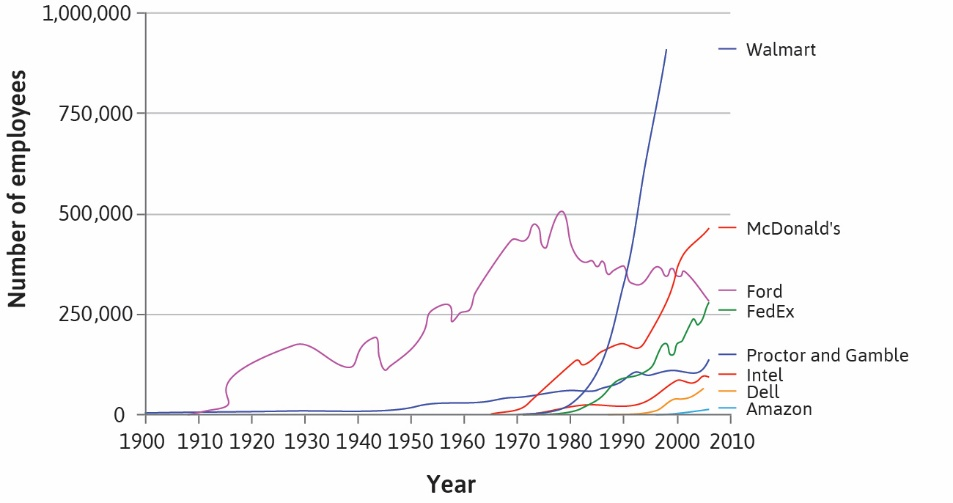 Number of employees
1,000,000
750,000
500,000
250,000
0
1900 1910 1920 1930 1940 1950 1960 1970 1980 1990 2000 2010
Year
Walmart
McDonald's
Ford
FedEx
Proctor and Gamble
Intel
Dell
Amazon